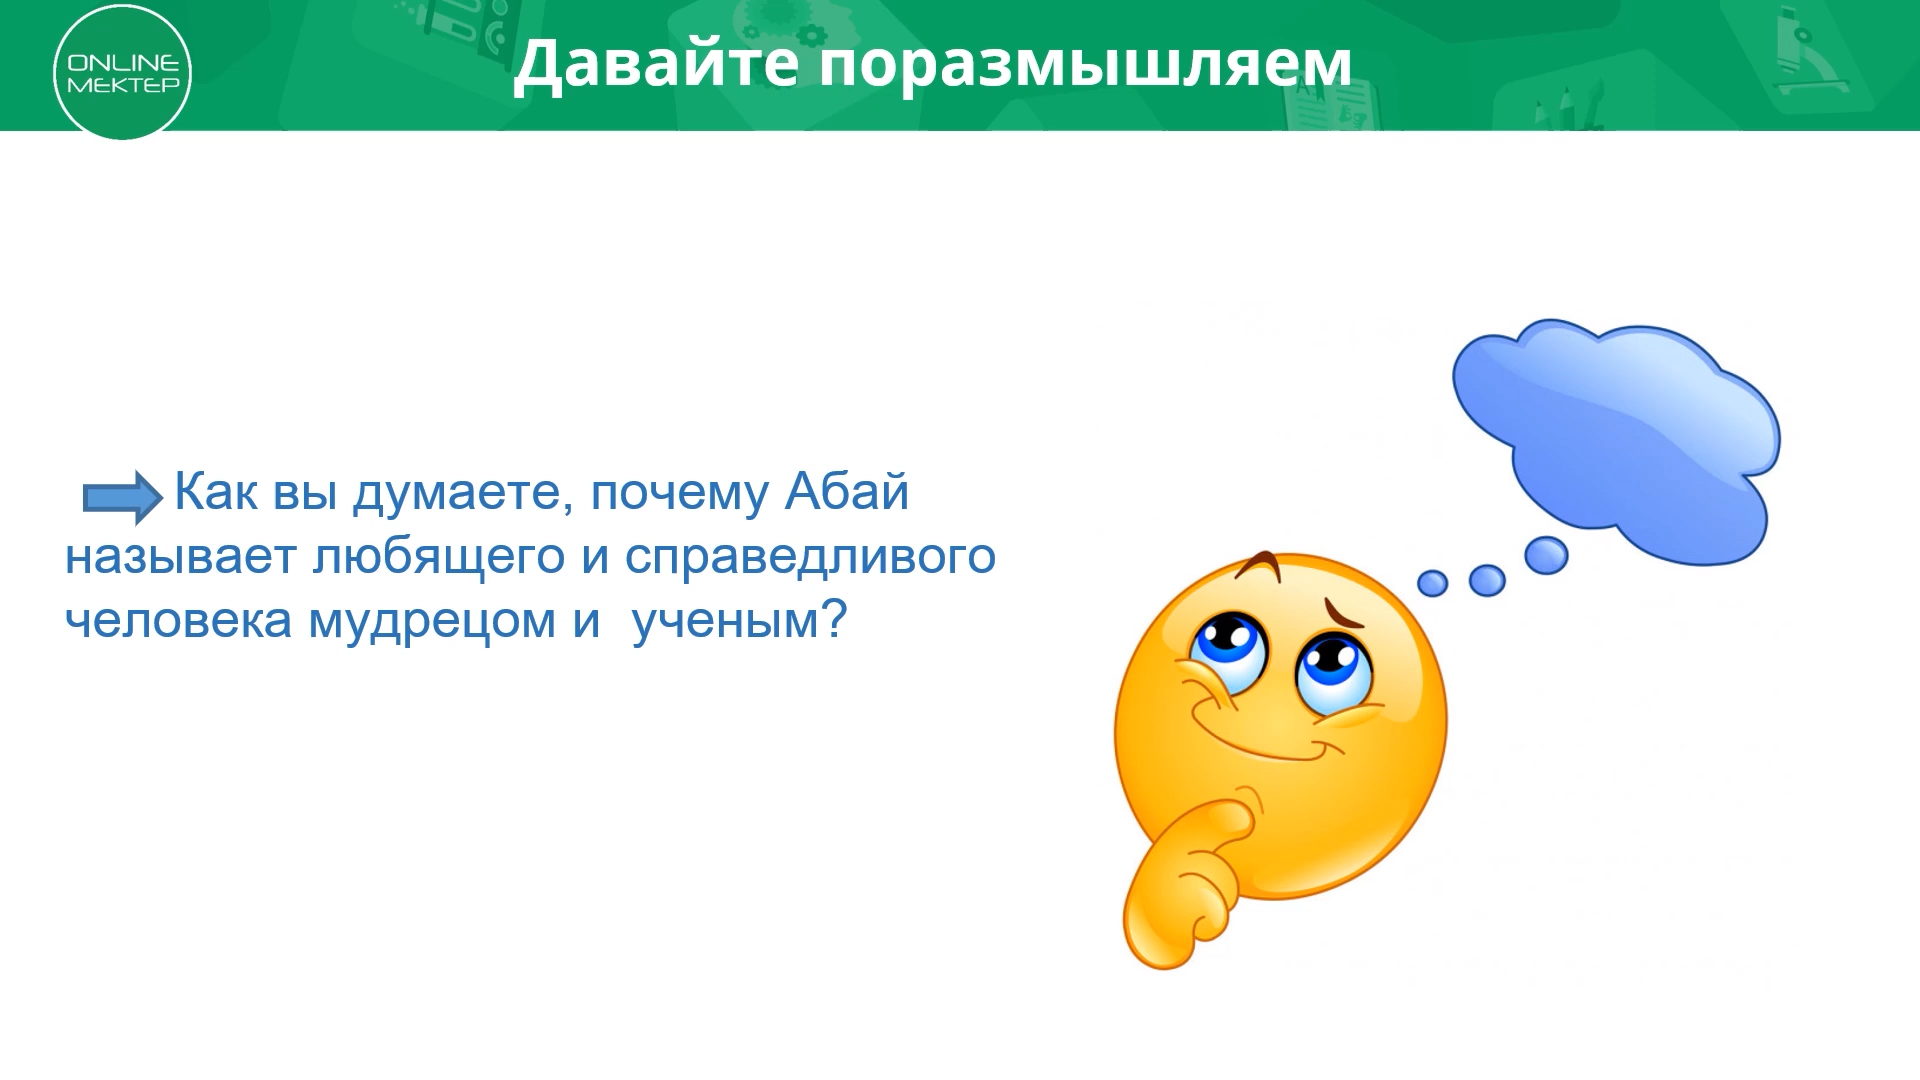 ONLINE
MEKTEP
Давайте поразмышляем
Как вы думаете, почему Абай
называет любящего и справедливого
человека мудрецом и  ученым?